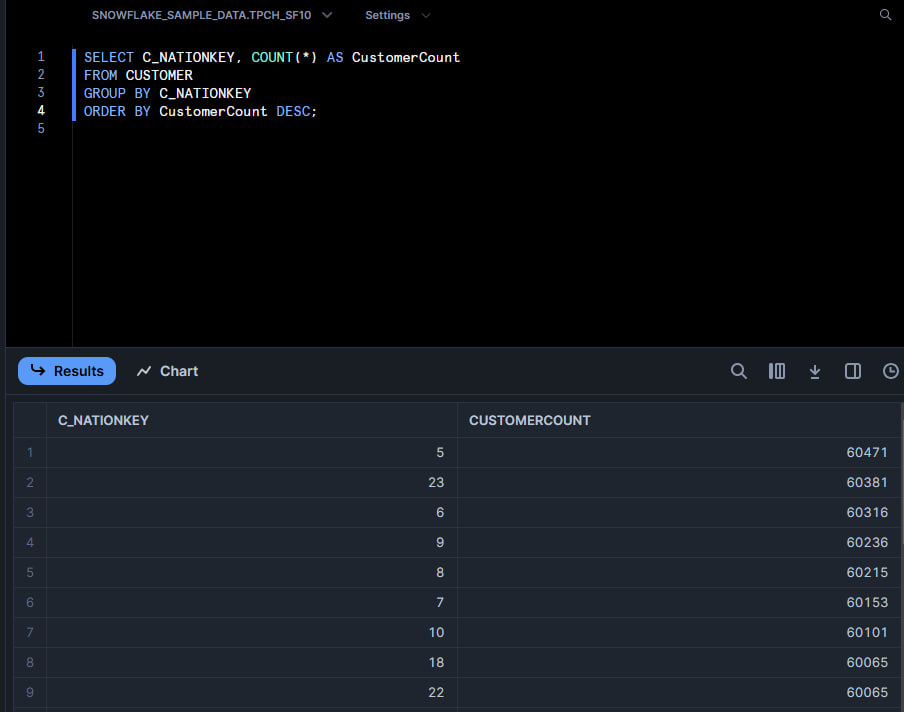 SNOWFLAKE_SAMPLE_DATA.TPCH_SF10 Settings
1 SELECT C_NATIONKEY, COUNT(*) AS CustomerCount
2 FROM CUSTOMER
3 GROUP BY C_NATIONKEY
4 ORDER BY CustomerCount DESC;
5
Results Chart
C_NATIONKEY CUSTOMERCOUNT
1 5 60471
2 23 60381
3 6 60316
4 9 60236
5 8 60215
6 7 60153
7 10 60101
8 18 60065
9 22 60065